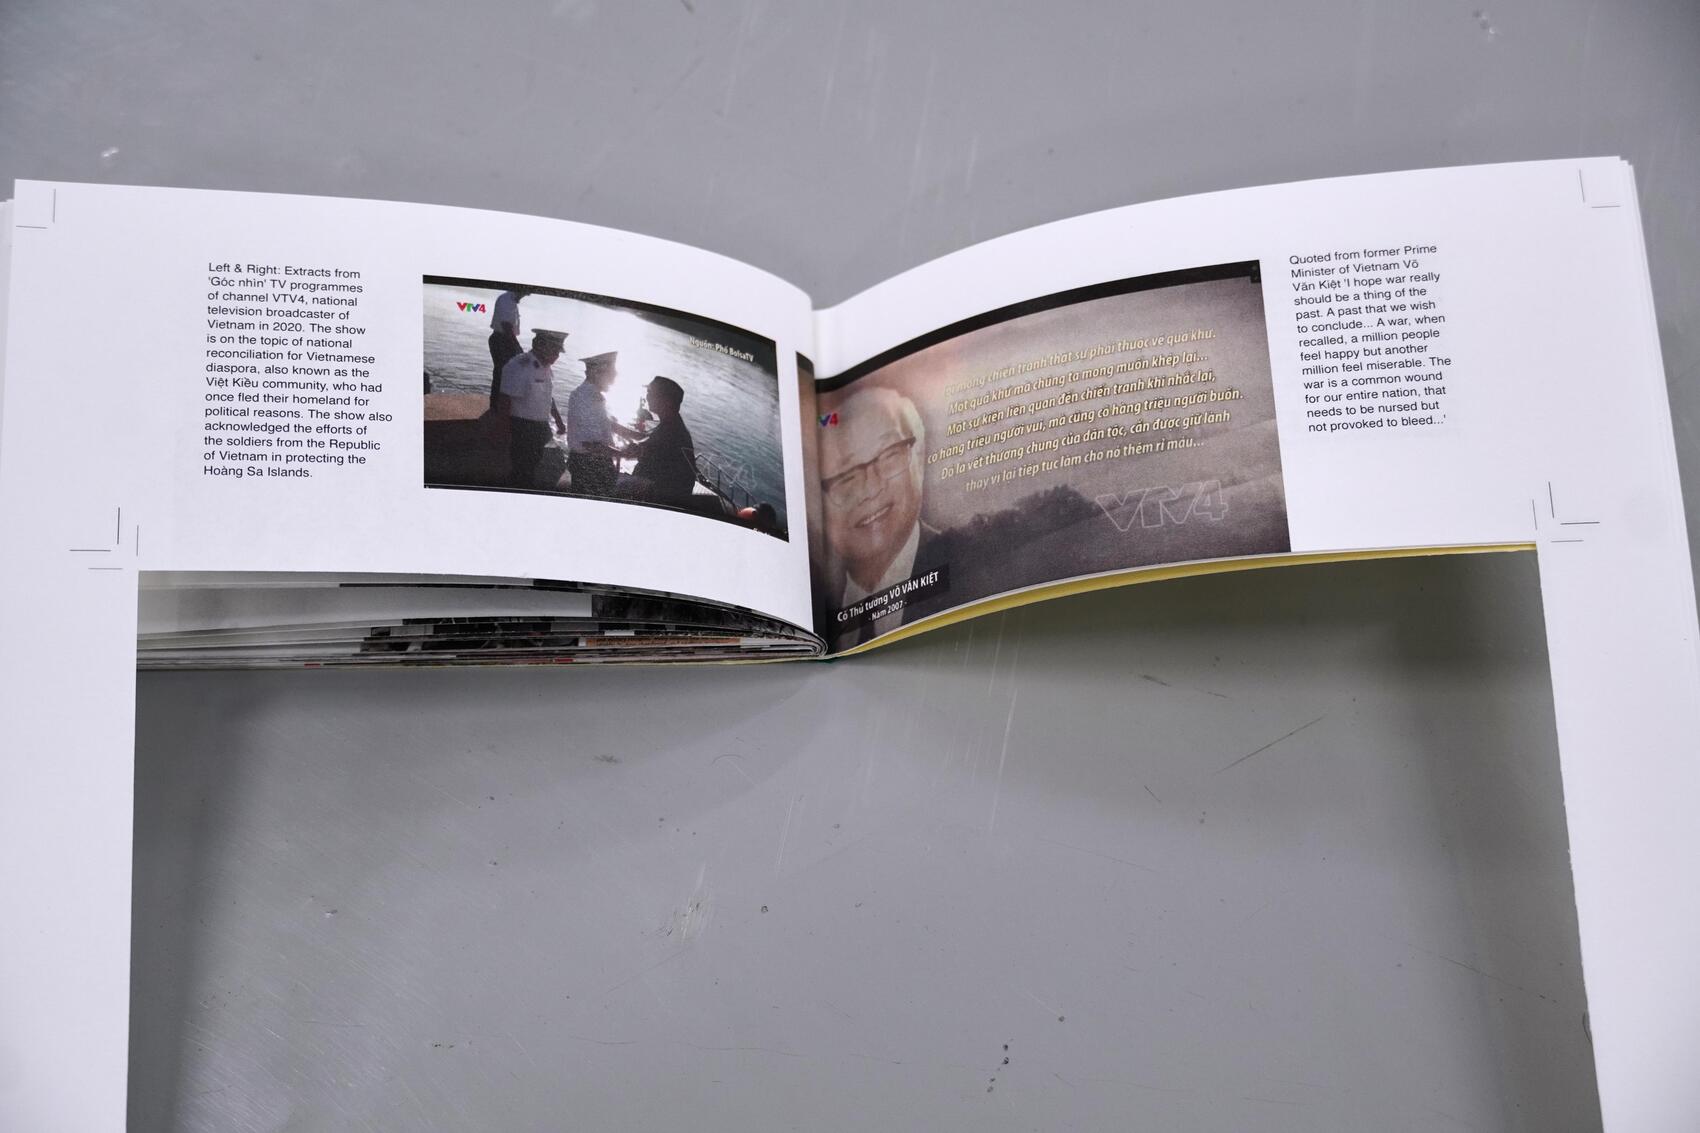 Left & Right: Extracts from
'Góc nhìn' TV programmes
of channel VTV4, national
television broadcaster of
Vietnam in 2020. The show
is on the topic of national
reconciliation for Vietnamese
diaspora, also known as the
Việt Kiều community, who had
once fled their homeland for
political reasons. The show also
acknowledged the efforts of
the soldiers from the Republic
of Vietnam in protecting the
Hoàng Sa Islands.
VTV4
Nguồn: Phố BolsaTV
VTV4
mong chiến tranh thật sự phải thuộc về quá khứ.
Một quá khứ mà chúng ta mong muốn khép lại...
Một sự kiện liên quan đến chiến tranh khi nhắc lại,
có hàng triệu người vui, mà cũng có hàng triệu người buồn.
Đó là vết thương chung của dân tộc, cần được giữ lành
thay vì lại tiếp tục làm cho nó thêm rỉ máu...
V4
VTV4
Cố Thủ tướng VÕ VĂN KIỆT
- Năm 2007 -
Quoted from former Prime
Minister of Vietnam Võ
Văn Kiệt 'I hope war really
should be a thing of the
past. A past that we wish
to conclude... A war, when
recalled, a million people
feel happy but another
million feel miserable. The
war is a common wound
for our entire nation, that
needs to be nursed but
not provoked to bleed...'